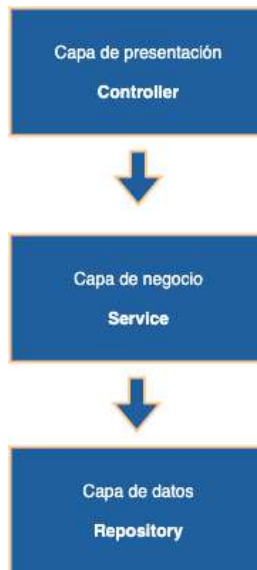 Capa de presentación
Controller
Capa de negocio
Service
Capa de datos
Repository